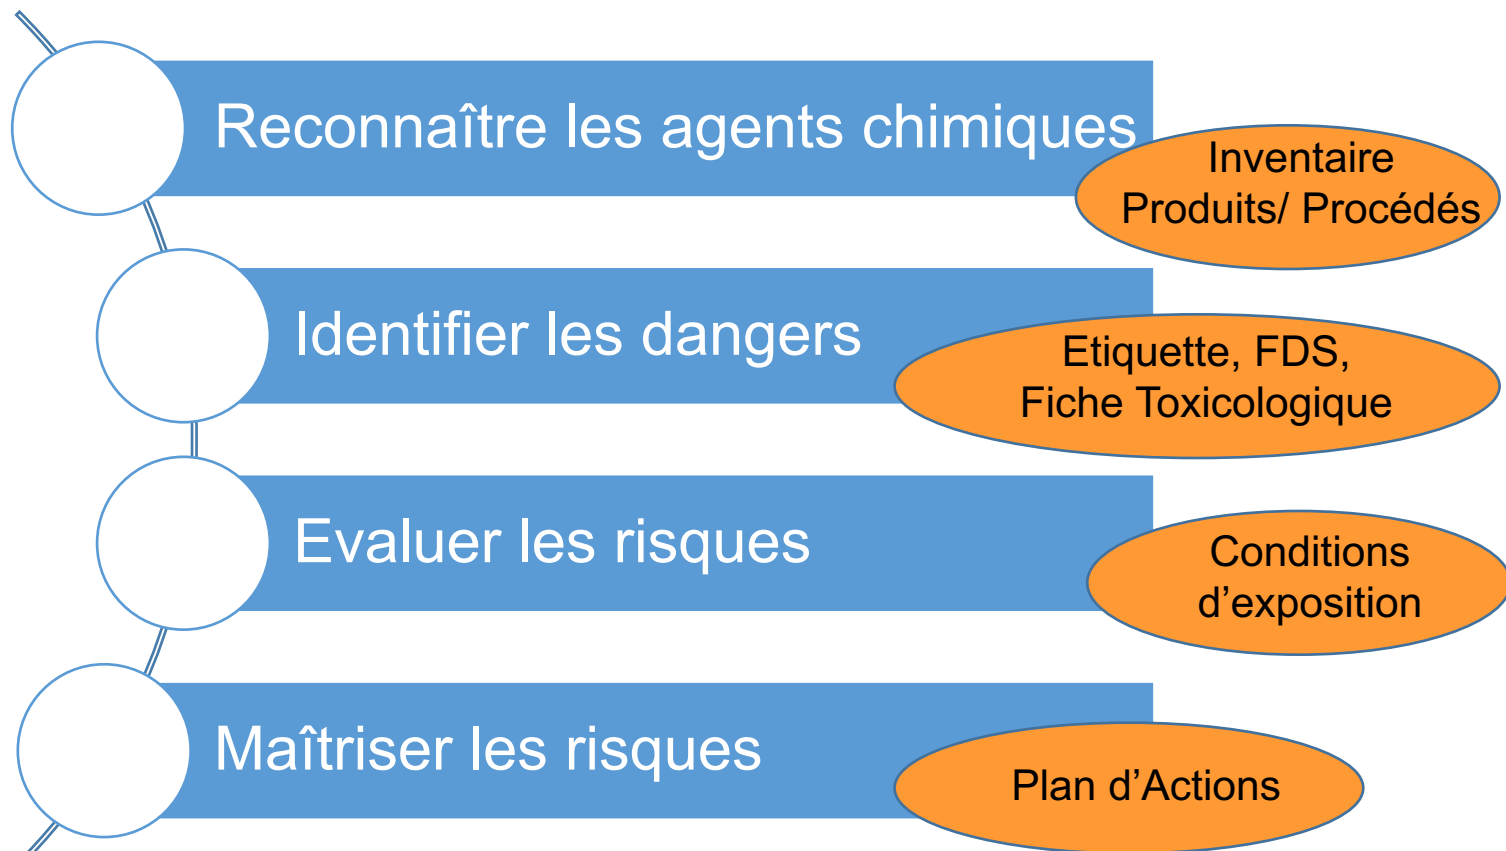 Reconnaître les agents chimiques
Inventaire
Produits/ Procédés
Identifier les dangers
Etiquette, FDS,
Fiche Toxicologique
Evaluer les risques
Conditions
d’exposition
Maîtriser les risques
Plan d’Actions